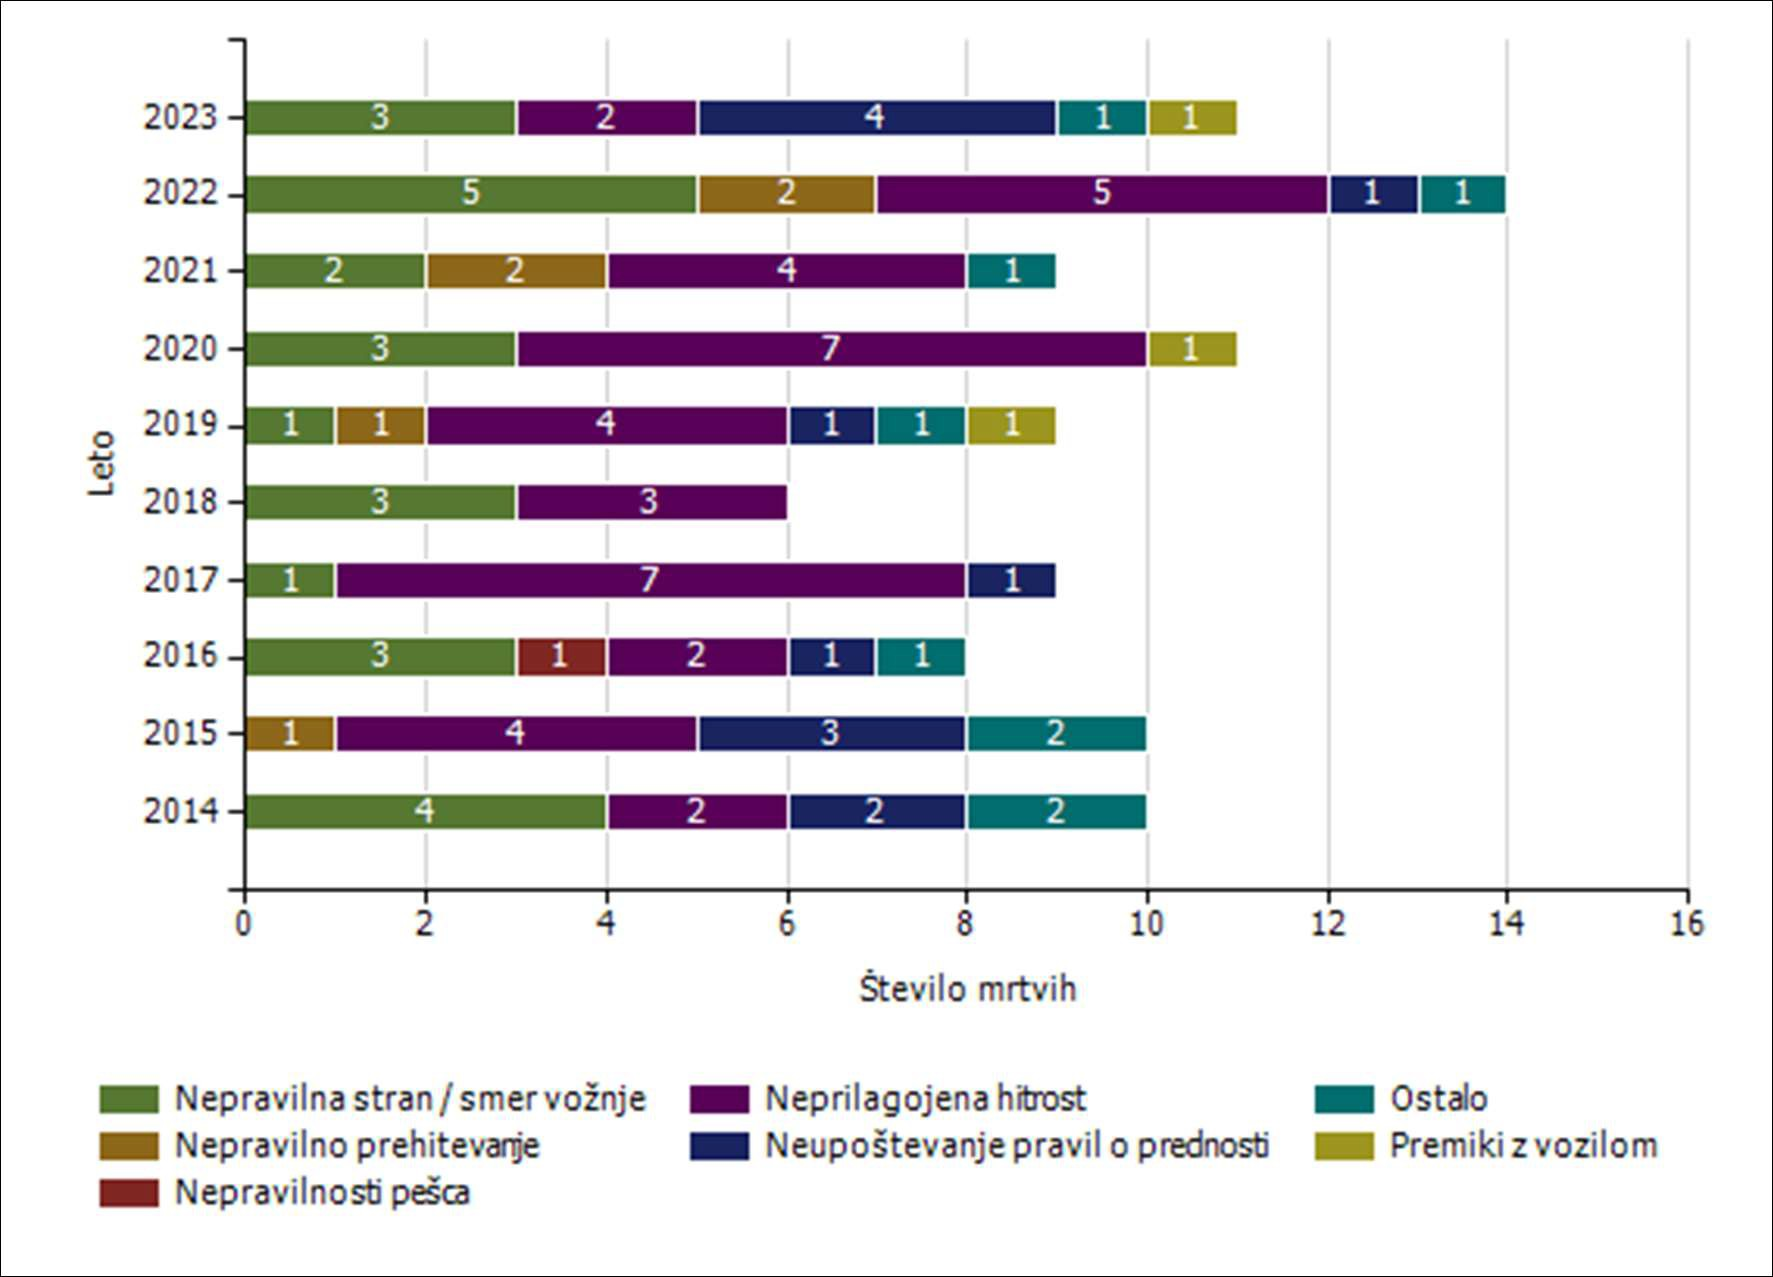 2023 3 2 4 1 1
2022 5 2 5 1 1
2021 2 2 4 1
2020 3 7 1
2019 1 1 4 1 1 1
Leto
2018 3 3
2017 1 7 1
2016 3 1 2 1 1
2015 1 4 3 2
2014 4 2 2 2
0 2 4 6 8 10 12 14 16
Število mrtvih
Nepravilna stran / smer vožnje Neprilagojena hitrost Ostalo
Nepravilno prehitevanje Neupoštevanje pravil o prednosti Premiki z vozilom
Nepravilnosti pešca